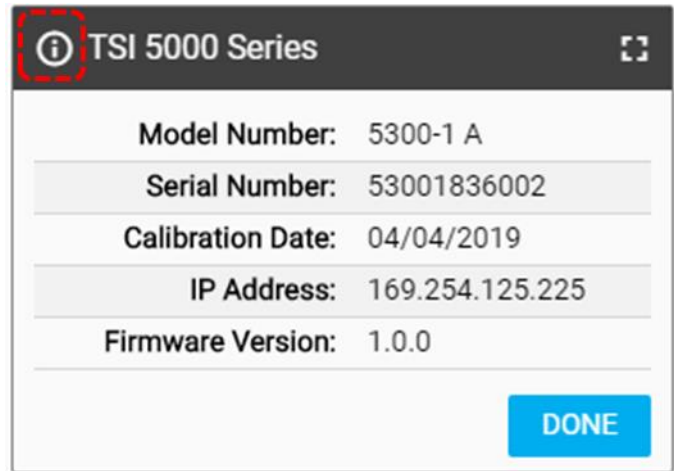 TSI 5000 Series
Model Number: 5300-1 A
Serial Number: 53001836002
Calibration Date: 04/04/2019
IP Address: 169.254.125.225
Firmware Version: 1.0.0
DONE